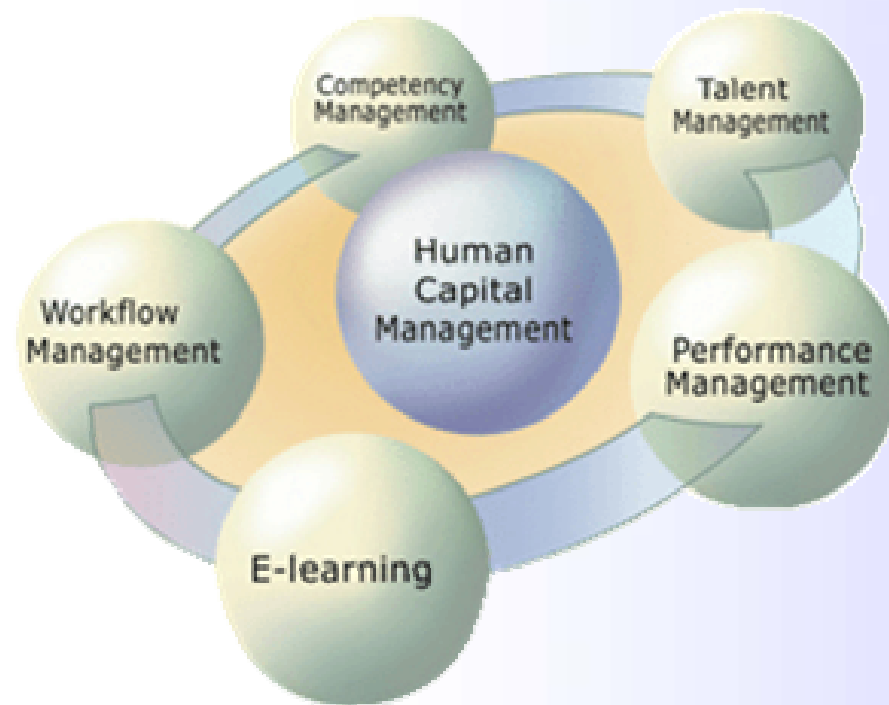 Competency
Management
Talent
Management
Human
Capital
Management
Workflow
Management
Performance
Management
E-learning